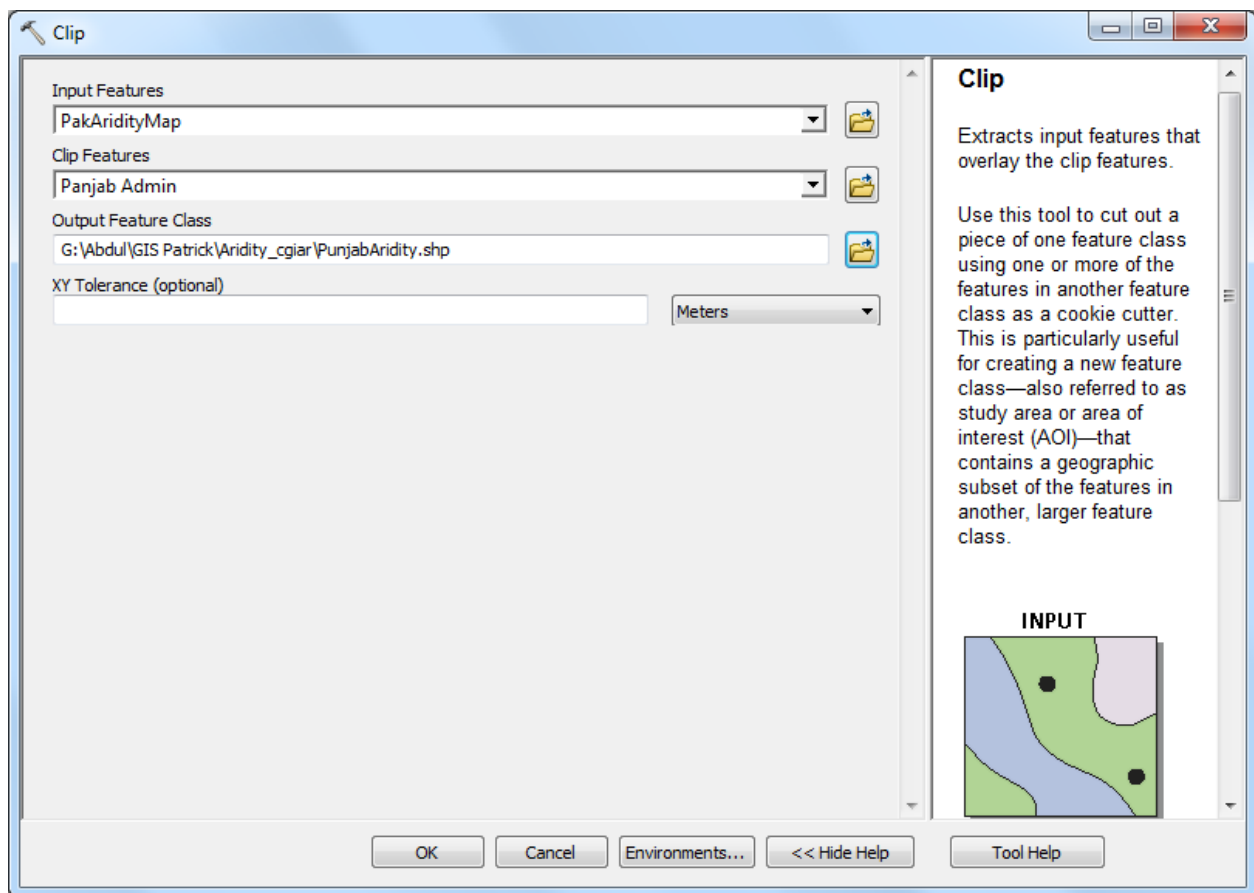 Clip
Input Features
PakAridityMap
Clip Features
Panjab Admin
Output Feature Class
G:\Abdul\GIS Patrick\Aridity_cgiar\PunjabAridity.shp
XY Tolerance (optional)
Meters
Clip
Extracts input features that
overlay the clip features.
Use this tool to cut out a
piece of one feature class
using one or more of the
features in another feature
class as a cookie cutter.
This is particularly useful
for creating a new feature
class—also referred to as
study area or area of
interest (AOI)—that
contains a geographic
subset of the features in
another, larger feature
class.
INPUT
OK
Cancel
Environments...
<< Hide Help
Tool Help